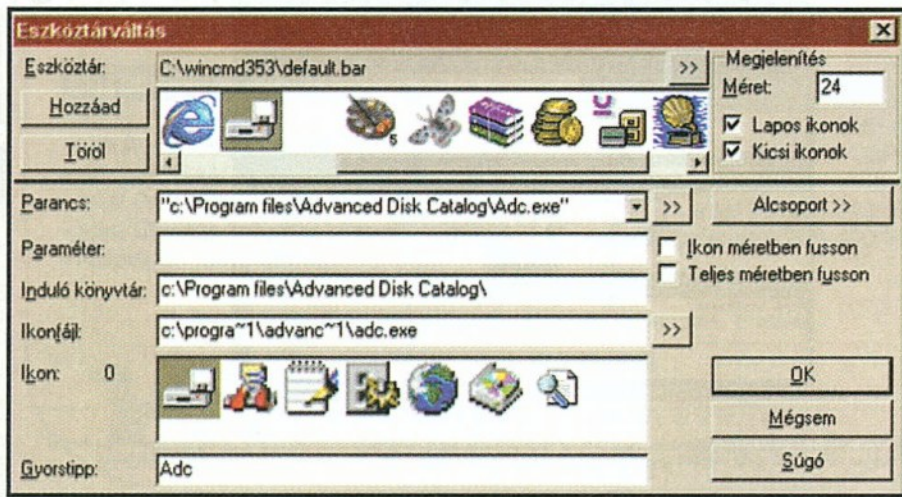 Eszköztárváltás
Eszköztár: C:\wincmd353\default.bar >>
Hozzáad
Töröl
Megjelenítés
Méret: 24
Lapos ikonok
Kicsi ikonok
5
Parancs: "c:\Program files\Advanced Disk Catalog\Adc.exe" >> Alcsoport >>
Paraméter:
Ikon méretben fusson
Teljes méretben fusson
Induló könyvtár: c:\Program files\Advanced Disk Catalog\
Ikonfájl: c:\progra~1\advanc~1\adc.exe >>
Ikon: 0
OK
Mégsem
Súgó
Gyorstipp: Adc